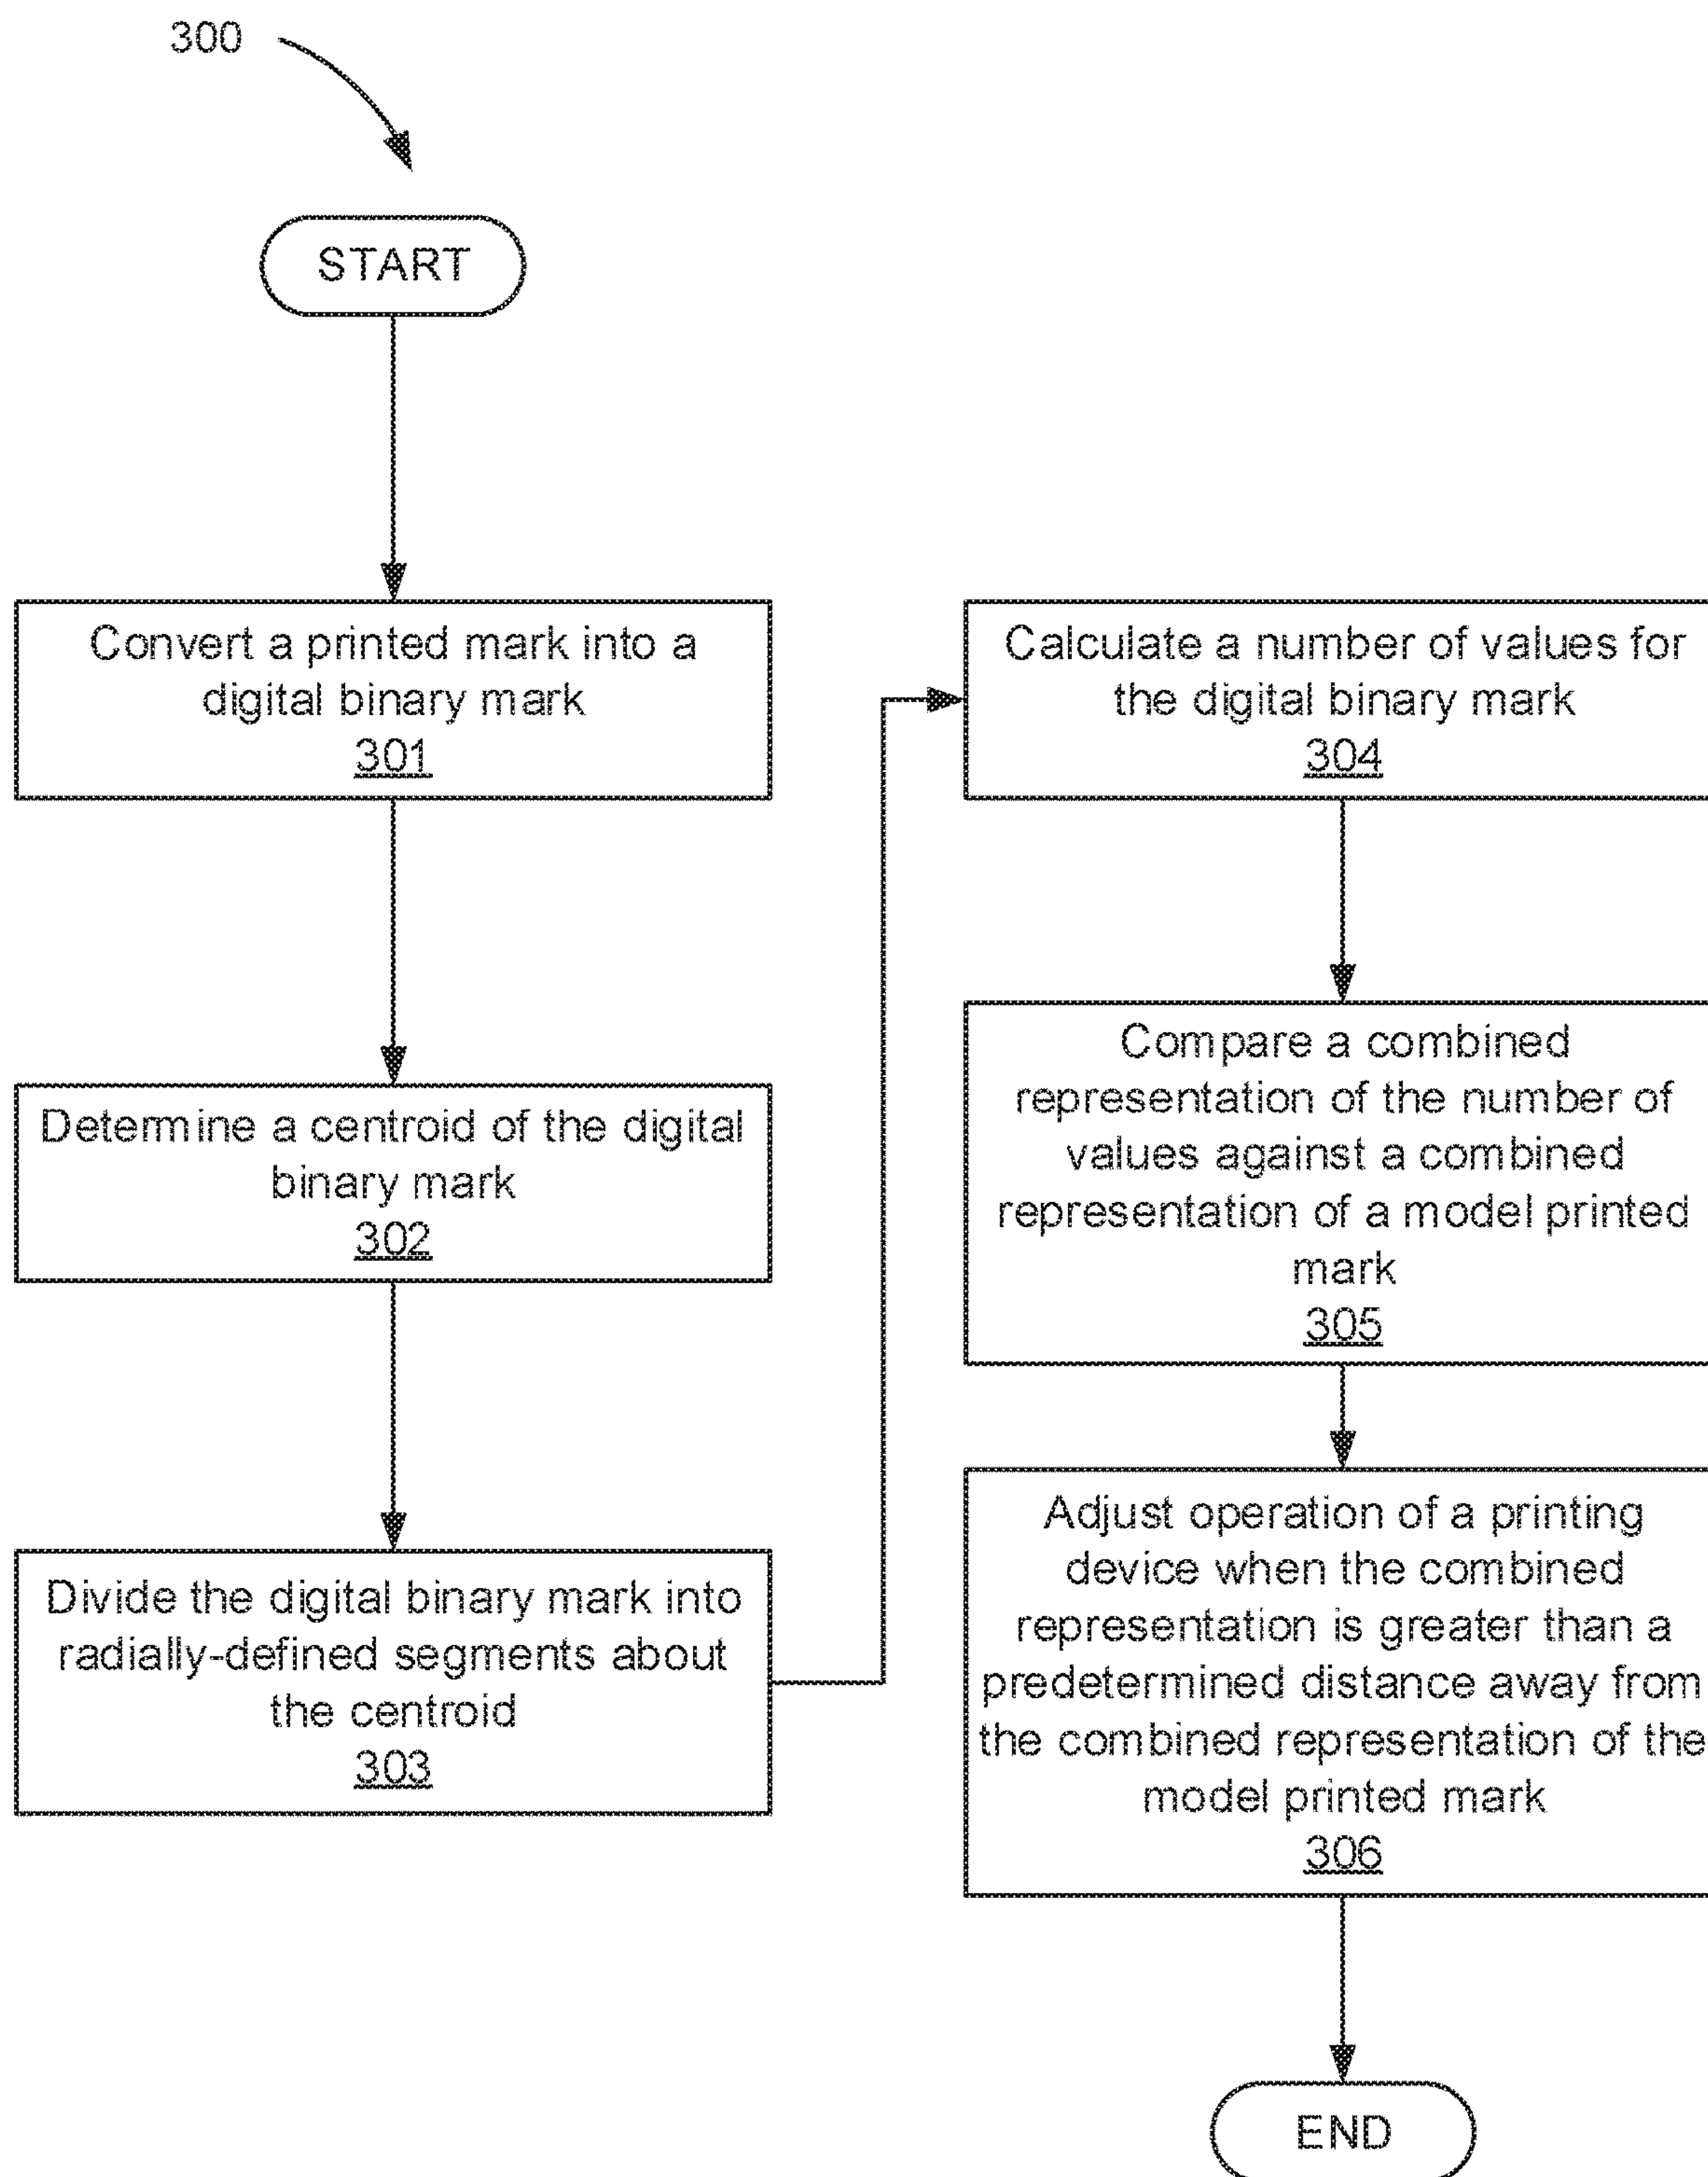 300
START
Convert a printed mark into a
digital binary mark
301
Determine a centroid of the digital
binary mark
302
Divide the digital binary mark into
radially-defined segments about
the centroid
303
Calculate a number of values for
the digital binary mark
304
Compare a combined
representation of the number of
values against a combined
representation of a model printed
mark
305
Adjust operation of a printing
device when the combined
representation is greater than a
predetermined distance away from
the combined representation of the
model printed mark
306
END